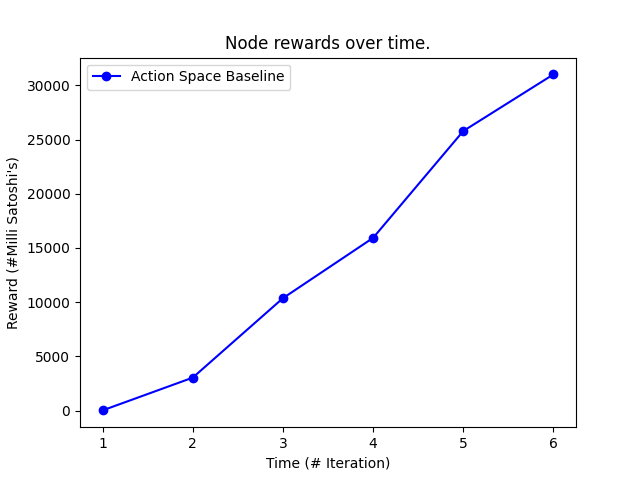 Node rewards over time.
Action Space Baseline
30000
25000
20000
15000
10000
5000
0
Reward (#Milli Satoshi's)
1 2 3 4 5 6
Time (# Iteration)